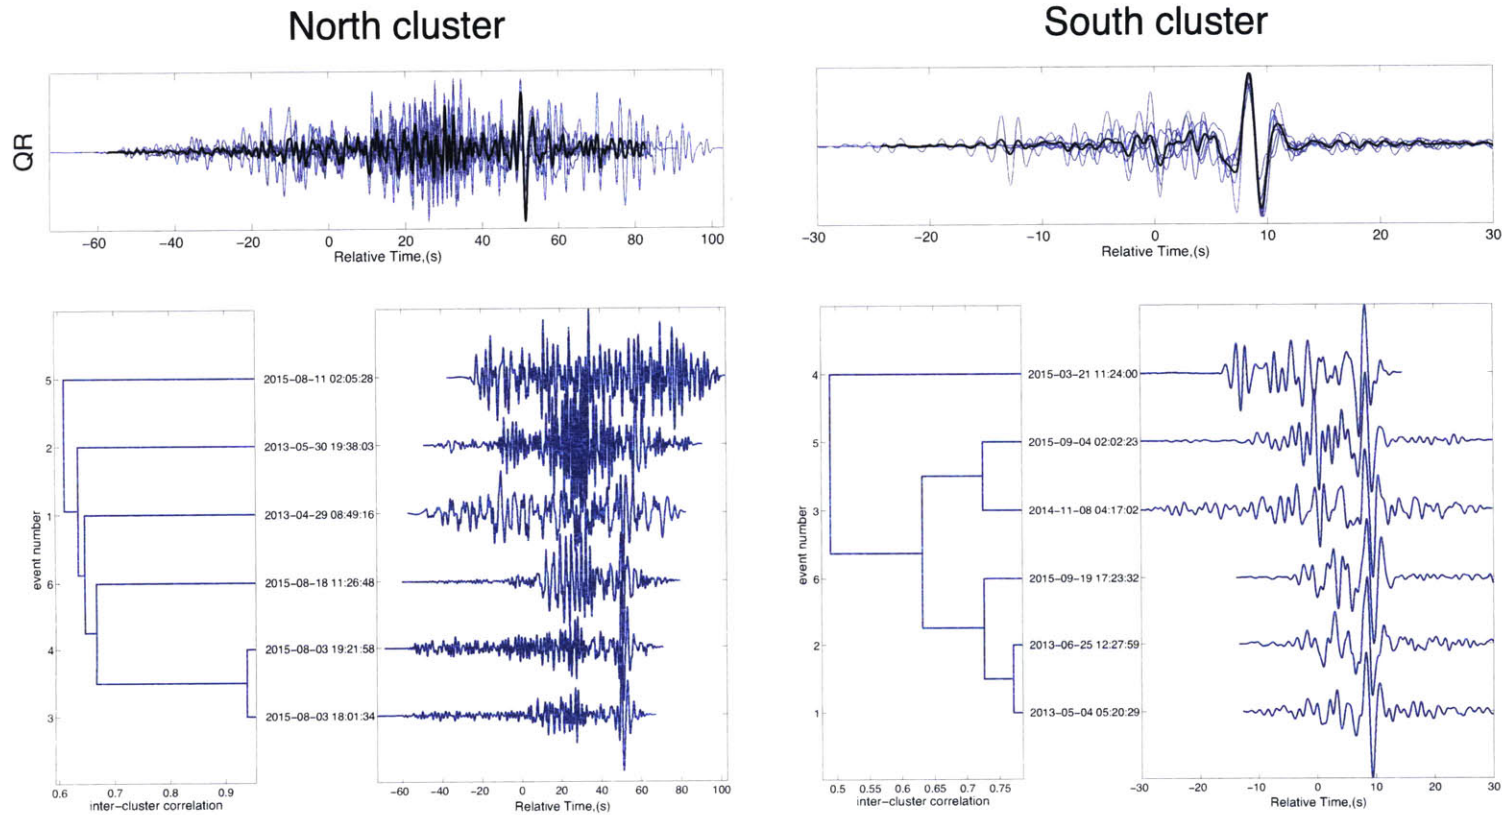 North cluster
South cluster
QR
−60 −40 −20 0 20 40 60 80 100
Relative Time,(s)
−30 −20 −10 0 10 20 30
Relative Time,(s)
event number
5 2015−08−11 02:05:28
2 2013−05−30 19:38:03
1 2013−04−29 08:49:16
6 2015−08−18 11:26:48
4 2015−08−03 19:21:58
3 2015−08−03 18:01:34
0.6 0.7 0.8 0.9
inter−cluster correlation
−60 −40 −20 0 20 40 60 80 100
Relative Time,(s)
event number
4 2015−03−21 11:24:00
5 2015−09−04 02:02:23
3 2014−11−08 04:17:02
6 2015−09−19 17:23:32
2 2013−06−25 12:27:59
1 2013−05−04 05:20:29
0.5 0.55 0.6 0.65 0.7 0.75
inter−cluster correlation
−30 −20 −10 0 10 20 30
Relative Time,(s)